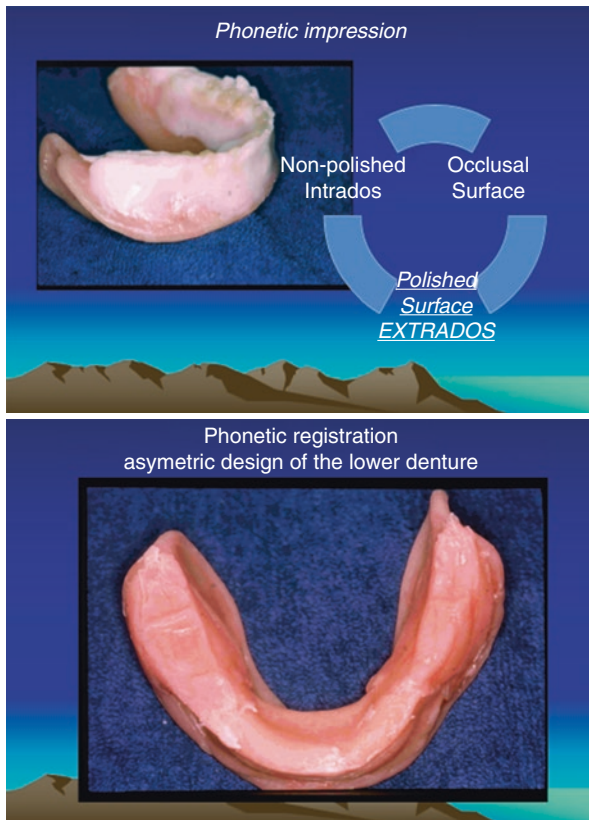 Phonetic impression
Non-polished
Intrados
Occlusal
Surface
Polished
Surface
EXTRADOS
Phonetic registration
asymetric design of the lower denture